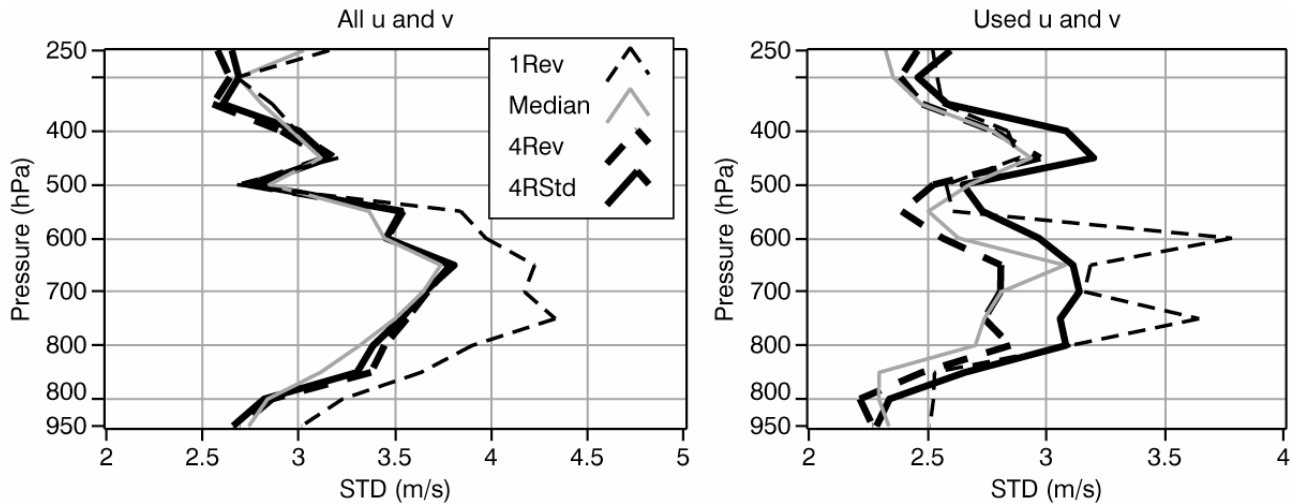 All u and v
Used u and v
Pressure (hPa)
250
400
500
600
700
800
800
950
2 2.5 3 3.5 4 4.5 5
STD (m/s)
1Rev
Median
4Rev
4RStd
Pressure (hPa)
250
400
500
600
700
800
800
950
2 2.5 3 3.5 4
STD (m/s)